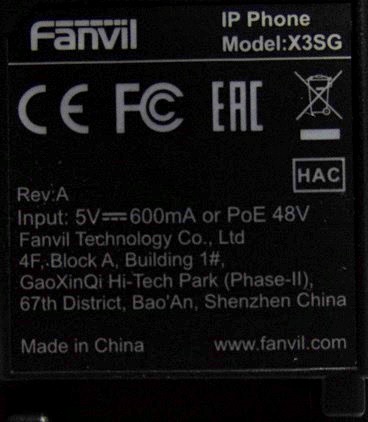 Fanvil
IP Phone
Model:X3SG
CE FC EAC
HAC
Rev:A
Input: 5V⎓600mA or PoE 48V
Fanvil Technology Co., Ltd
4F, Block A, Building 1#,
GaoXinQi Hi-Tech Park (Phase-II),
67th District, Bao'An, Shenzhen China
Made in China www.fanvil.com